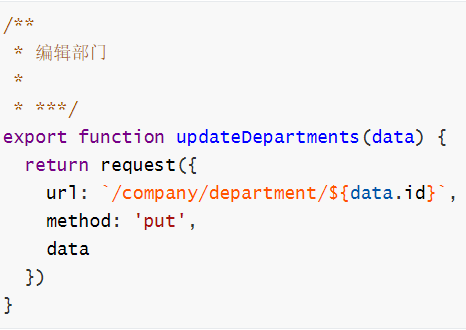 /**
 * 编辑部门
 *
 * ***/
export function updateDepartments(data) {
  return request({
    url: `/company/department/${data.id}`,
    method: 'put',
    data
  })
}